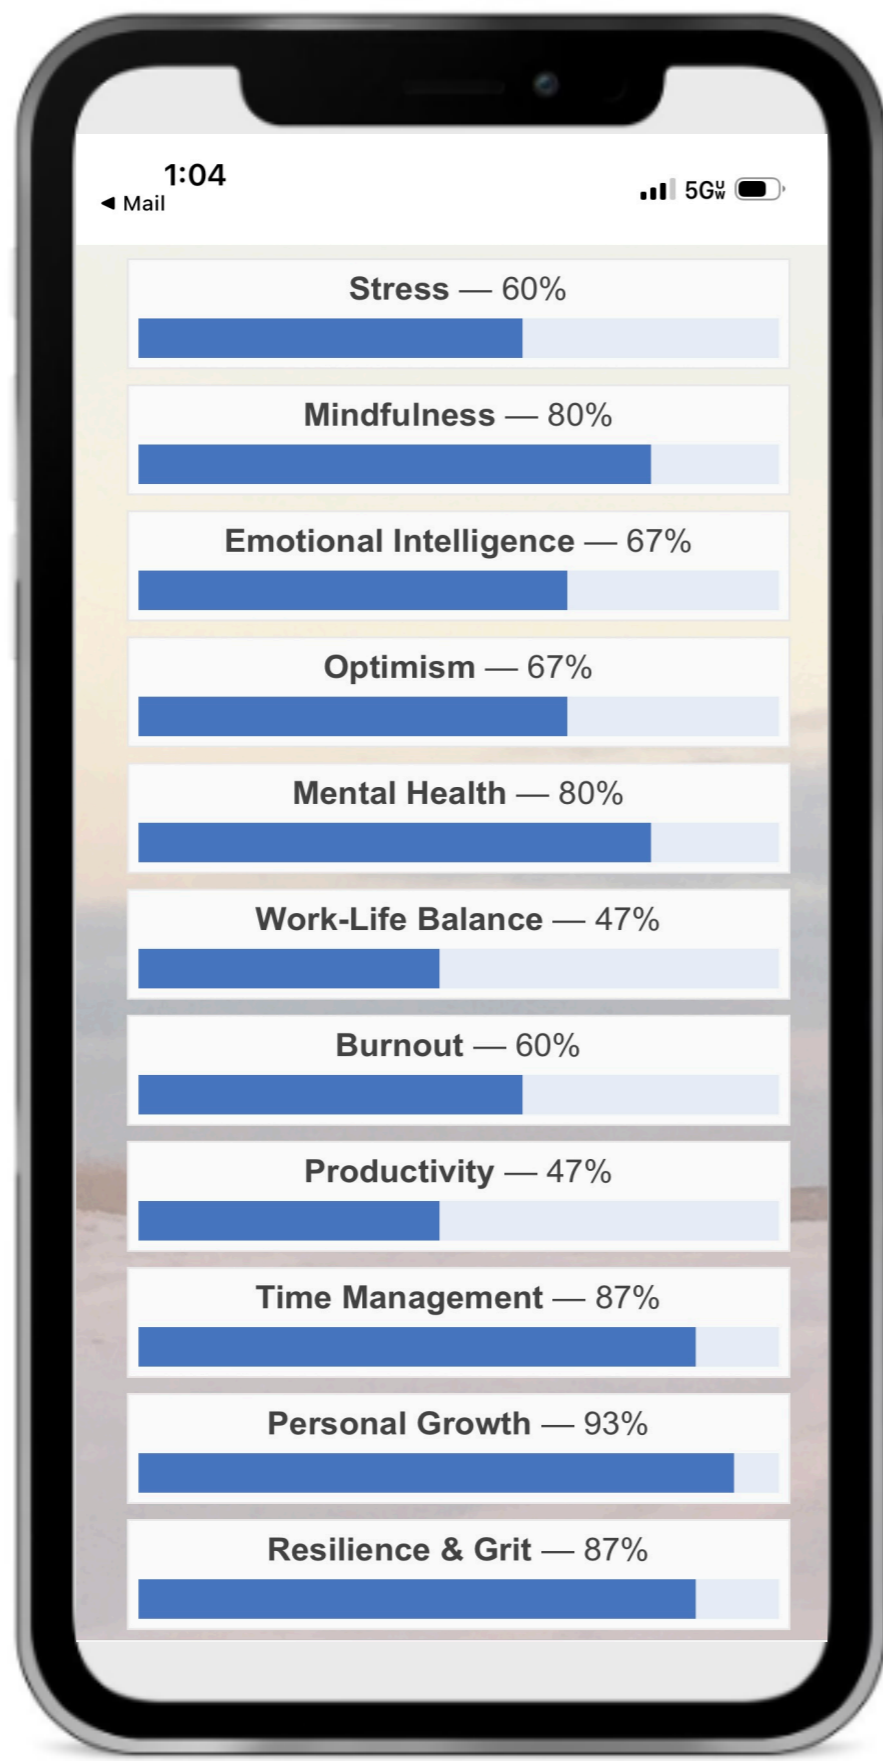 1:04
◀ Mail
5G UW
Stress — 60%
Mindfulness — 80%
Emotional Intelligence — 67%
Optimism — 67%
Mental Health — 80%
Work-Life Balance — 47%
Burnout — 60%
Productivity — 47%
Time Management — 87%
Personal Growth — 93%
Resilience & Grit — 87%